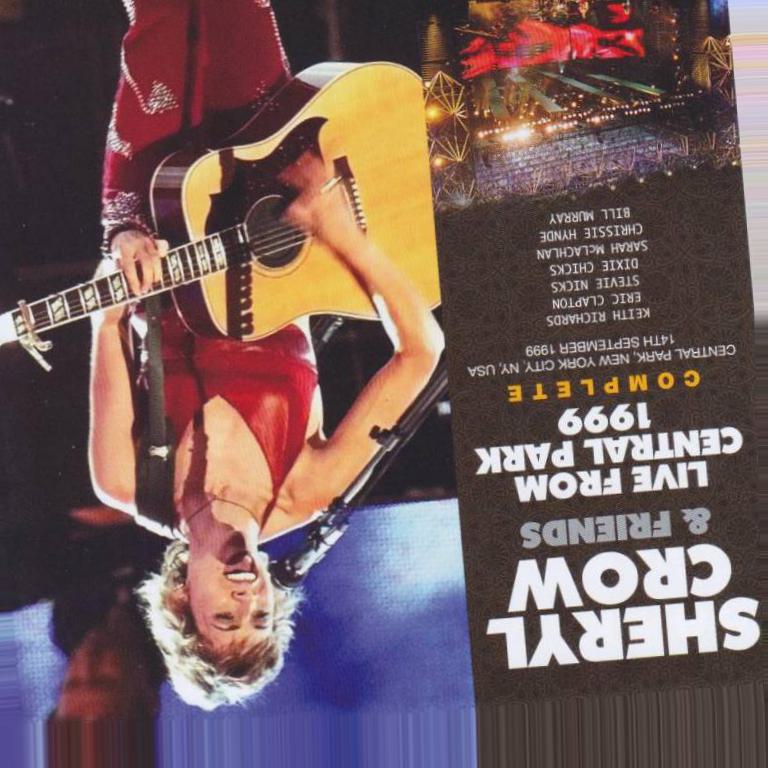 SHERYL
CROW
& FRIENDS
LIVE FROM
CENTRAL PARK
1999
COMPLETE
CENTRAL PARK, NEW YORK CITY, NY, USA
14TH SEPTEMBER 1999
KEITH RICHARDS
ERIC CLAPTON
STEVIE NICKS
DIXIE CHICKS
SARAH McLACHLAN
CHRISSIE HYNDE
BILL MURRAY